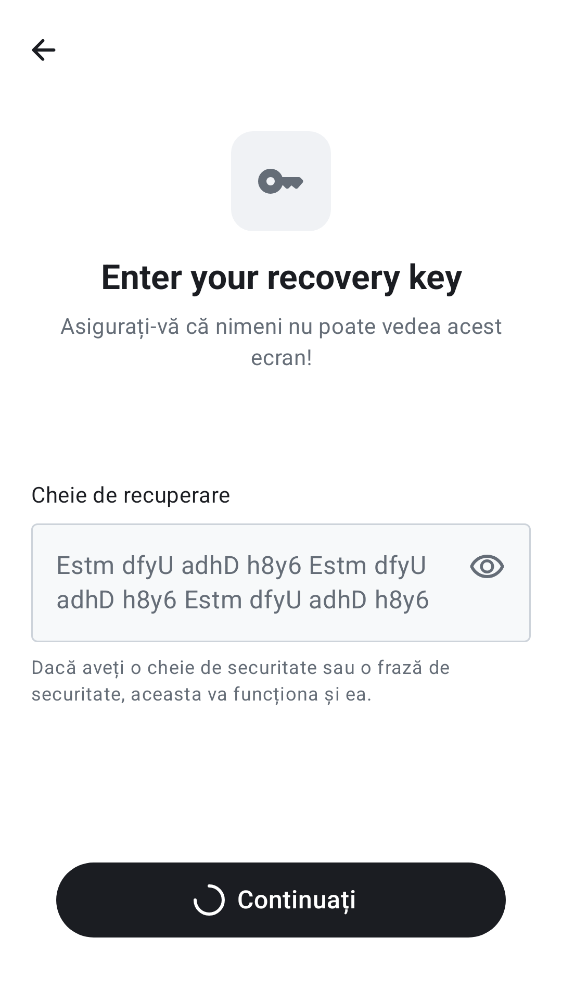 Enter your recovery key
Asigurați-vă că nimeni nu poate vedea acest
ecran!
Cheie de recuperare
Estm dfyU adhD h8y6 Estm dfyU
adhD h8y6 Estm dfyU adhD h8y6
Dacă aveți o cheie de securitate sau o frază de
securitate, aceasta va funcționa și ea.
Continuați